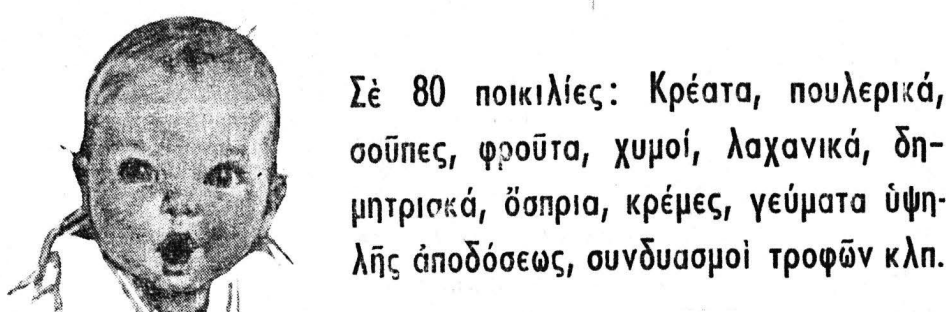 Σὲ 80 ποικιλίες: Κρέατα, πουλερικά,
σοῦπες, φροῦτα, χυμοί, λαχανικά, δη-
μητρισκά, ὄσπρια, κρέμες, γεύματα ὑψη-
λῆς ἀποδόσεως, συνδυασμοὶ τροφῶν κλπ.